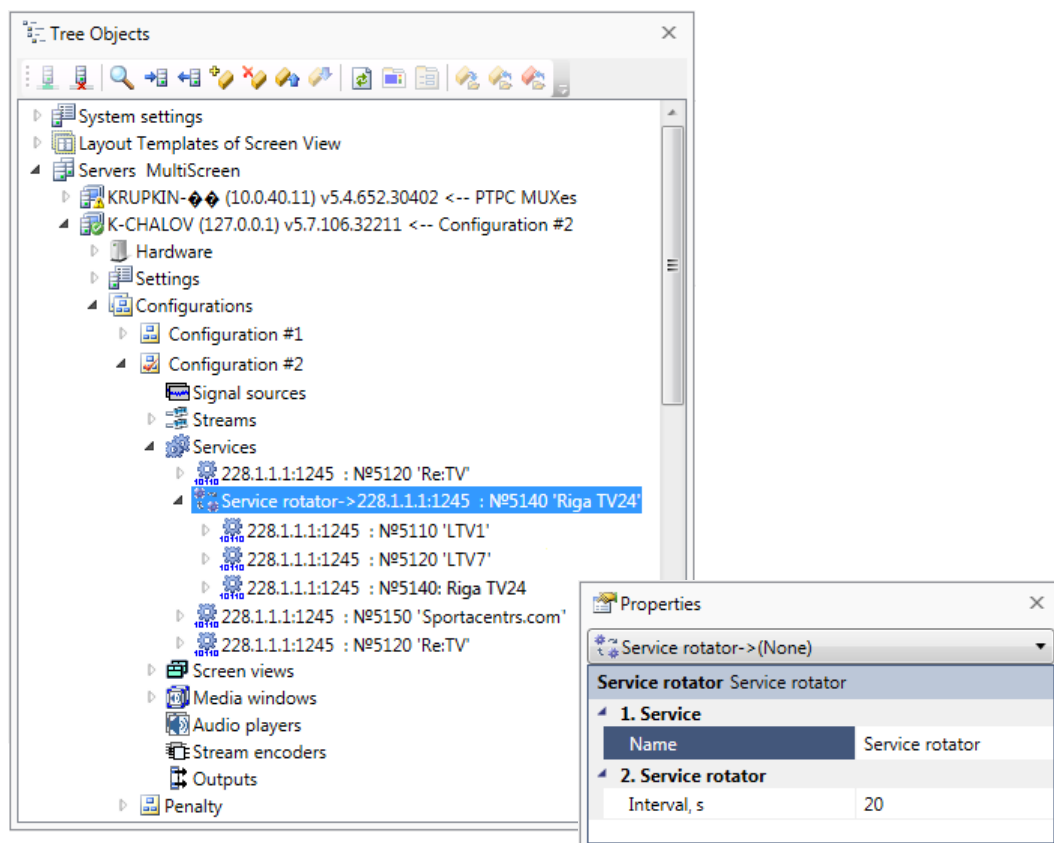 Tree Objects
System settings
Layout Templates of Screen View
Servers MultiScreen
KRUPKIN-�� (10.0.40.11) v5.4.652.30402 <-- PTPC MUXes
K-CHALOV (127.0.0.1) v5.7.106.32211 <-- Configuration #2
Hardware
Settings
Configurations
Configuration #1
Configuration #2
Signal sources
Streams
Services
228.1.1.1:1245 : №5120 'Re:TV'
Service rotator->228.1.1.1:1245 : №5140 'Riga TV24'
228.1.1.1:1245 : №5110 'LTV1'
228.1.1.1:1245 : №5120 'LTV7'
228.1.1.1:1245 : №5140: Riga TV24
228.1.1.1:1245 : №5150 'Sportacentrs.com'
228.1.1.1:1245 : №5120 'Re:TV'
Screen views
Media windows
Audio players
Stream encoders
Outputs
Penalty
Properties
Service rotator->(None)
Service rotator Service rotator
1. Service
Name Service rotator
2. Service rotator
Interval, s 20